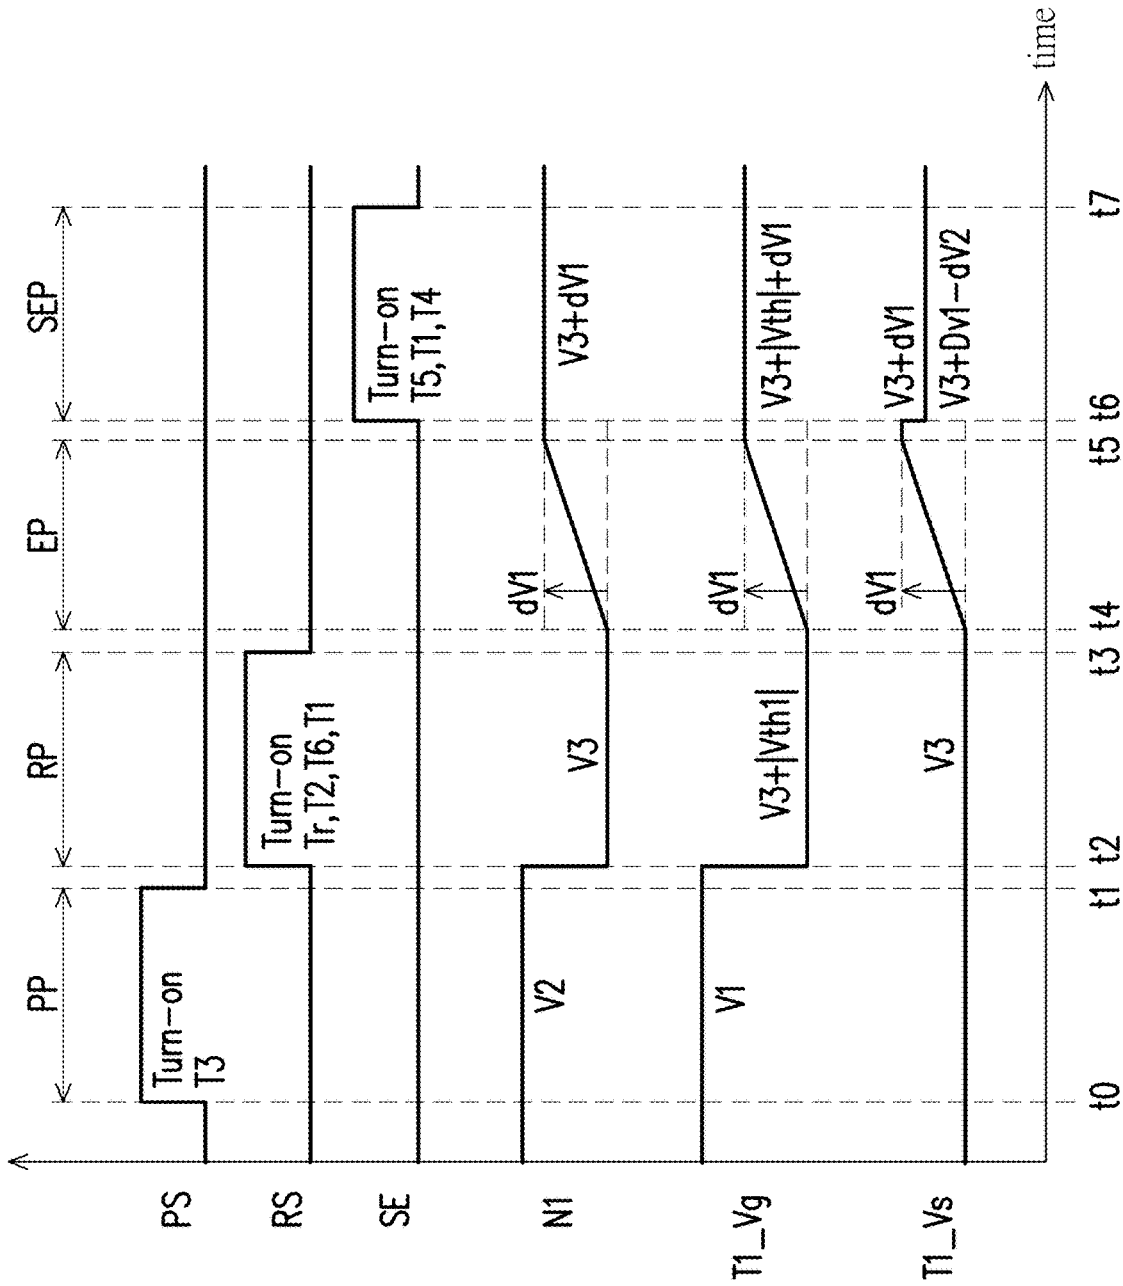 PP
RP
EP
SEP
PS
Turn-on
T3
RS
Turn-on
Tr,T2,T6,T1
SE
Turn-on
T5,T1,T4
N1
V2
V3
dV1
V3+dV1
T1_Vg
V1
V3+|Vth1|
dV1
V3+|Vth|+dV1
T1_Vs
V3
dV1
V3+dV1
V3+Dv1-dV2
t0
t1
t2
t3
t4
t5
t6
t7
time